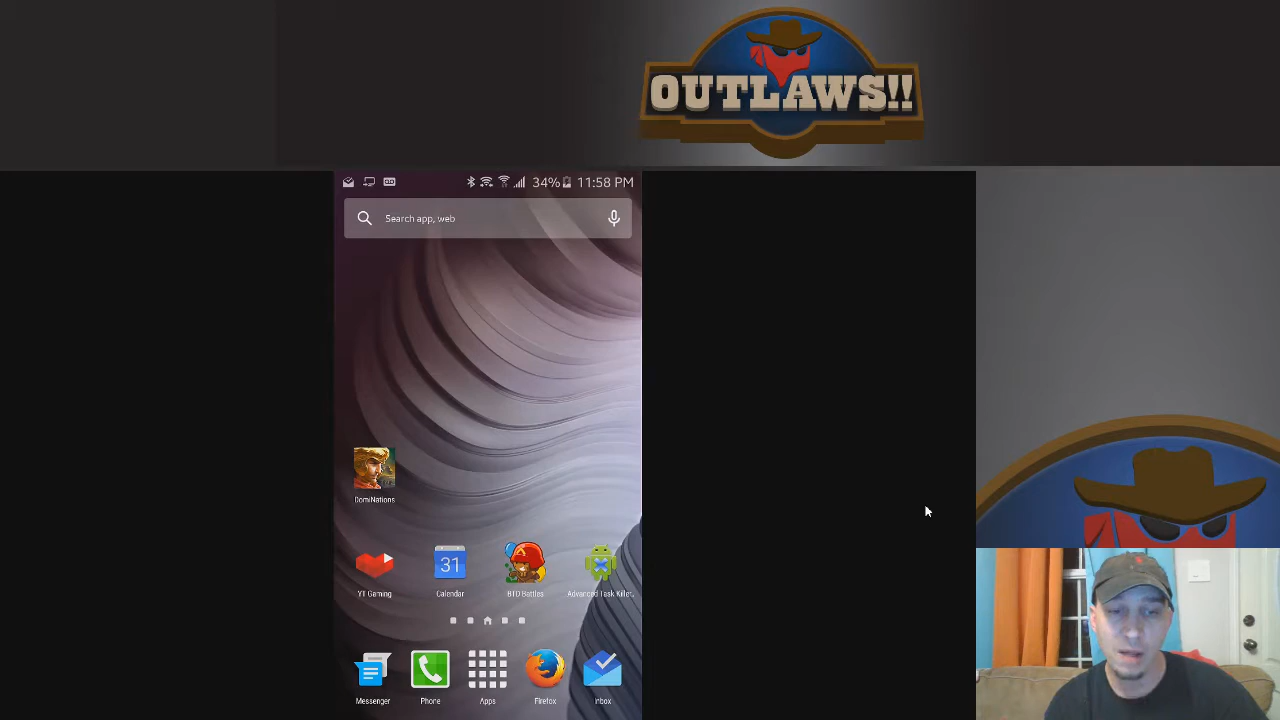 OUTLAWS!!
34% 11:58 PM
Search app, web
DomiNations
31
YT Gaming Calendar BTD Battles Advanced Task Killer.
Messenger Phone Apps Firefox Inbox